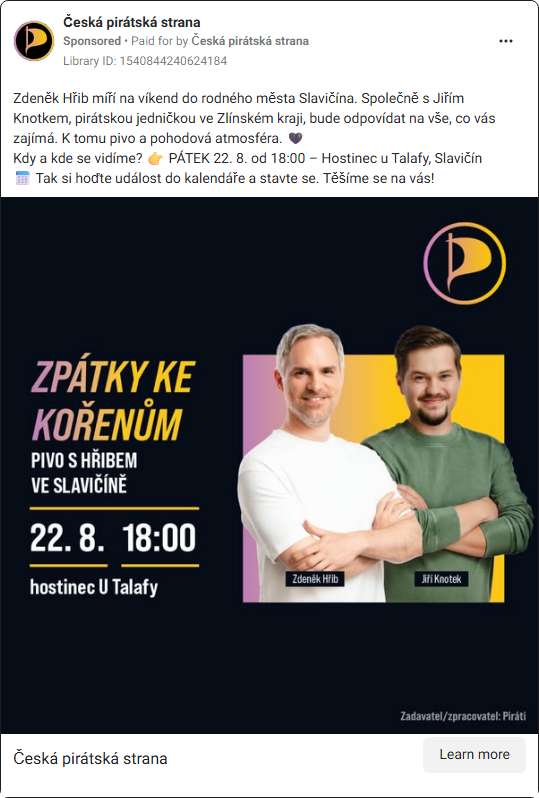 Česká pirátská strana
Sponsored • Paid for by Česká pirátská strana
Library ID: 1540844240624184
Zdeněk Hřib míří na víkend do rodného města Slavičína. Společně s Jiřím
Knotkem, pirátskou jedničkou ve Zlínském kraji, bude odpovídat na vše, co vás
zajímá. K tomu pivo a pohodová atmosféra. 🖤
Kdy a kde se vidíme? 👉 PÁTEK 22. 8. od 18:00 – Hostinec u Talafy, Slavičín
📅 Tak si hoďte událost do kalendáře a stavte se. Těšíme se na vás!
ZPÁTKY KE
KOŘENŮM
PIVO S HŘIBEM
VE SLAVIČÍNĚ
22. 8. 18:00
hostinec U Talafy
Zdeněk Hřib
Jiří Knotek
Zadavatel/zpracovatel: Piráti
Česká pirátská strana
Learn more